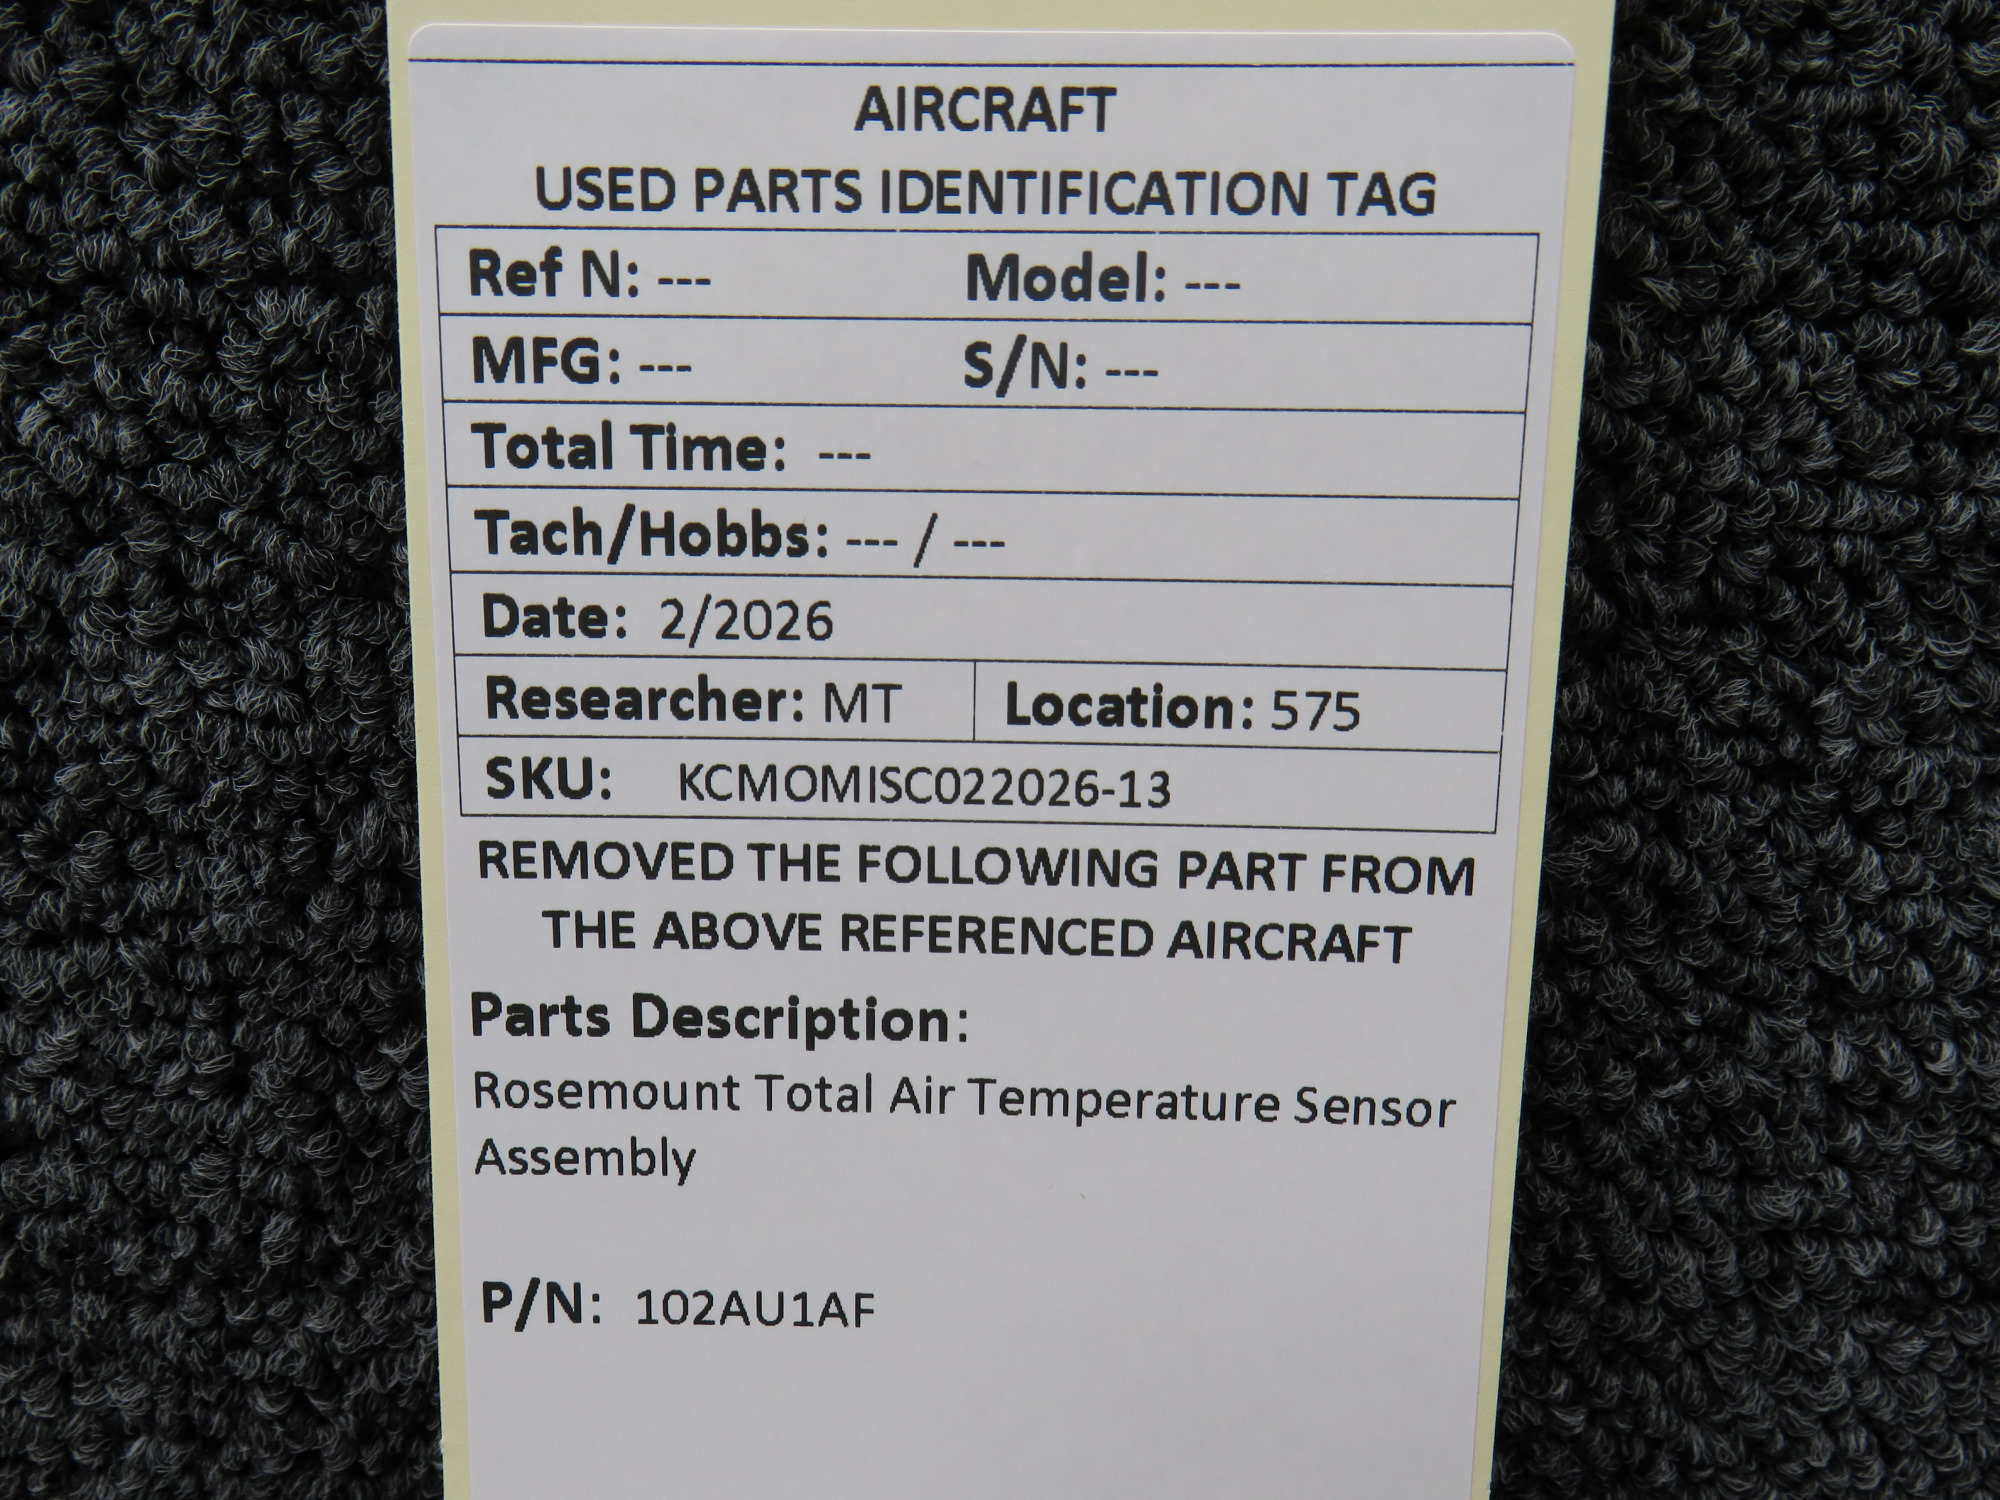 AIRCRAFT
USED PARTS IDENTIFICATION TAG
Ref N: --- Model: ---
MFG: --- S/N: ---
Total Time: ---
Tach/Hobbs: --- / ---
Date: 2/2026
Researcher: MT Location: 575
SKU: KCMOMISC022026-13
REMOVED THE FOLLOWING PART FROM
THE ABOVE REFERENCED AIRCRAFT
Parts Description:
Rosemount Total Air Temperature Sensor
Assembly
P/N: 102AU1AF